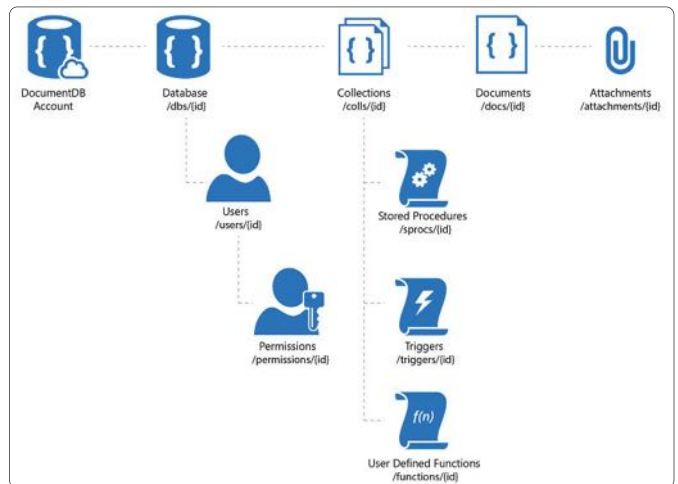 DocumentDB
Account
Database
/dbs/{id}
Collections
/colls/{id}
Documents
/docs/{id}
Attachments
/attachments/{id}
Users
/users/{id}
Stored Procedures
/sprocs/{id}
Permissions
/permissions/{id}
Triggers
/triggers/{id}
f(n)
User Defined Functions
/functions/{id}